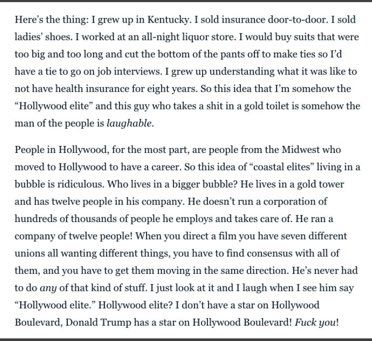 Here's the thing: I grew up in Kentucky. I sold insurance door-to-door. I sold
ladies' shoes. I worked at an all-night liquor store. I would buy suits that were
too big and too long and cut the bottom of the pants off to make ties so I'd
have a tie to go on job interviews. I grew up understanding what it was like to
not have health insurance for eight years. So this idea that I'm somehow the
“Hollywood elite” and this guy who takes a shit in a gold toilet is somehow the
man of the people is laughable.
People in Hollywood, for the most part, are people from the Midwest who
moved to Hollywood to have a career. So this idea of “coastal elites” living in a
bubble is ridiculous. Who lives in a bigger bubble? He lives in a gold tower
and has twelve people in his company. He doesn't run a corporation of
hundreds of thousands of people he employs and takes care of. He ran a
company of twelve people! When you direct a film you have seven different
unions all wanting different things, you have to find consensus with all of
them, and you have to get them moving in the same direction. He's never had
to do any of that kind of stuff. I just look at it and I laugh when I see him say
“Hollywood elite.” Hollywood elite? I don't have a star on Hollywood
Boulevard, Donald Trump has a star on Hollywood Boulevard! Fuck you!